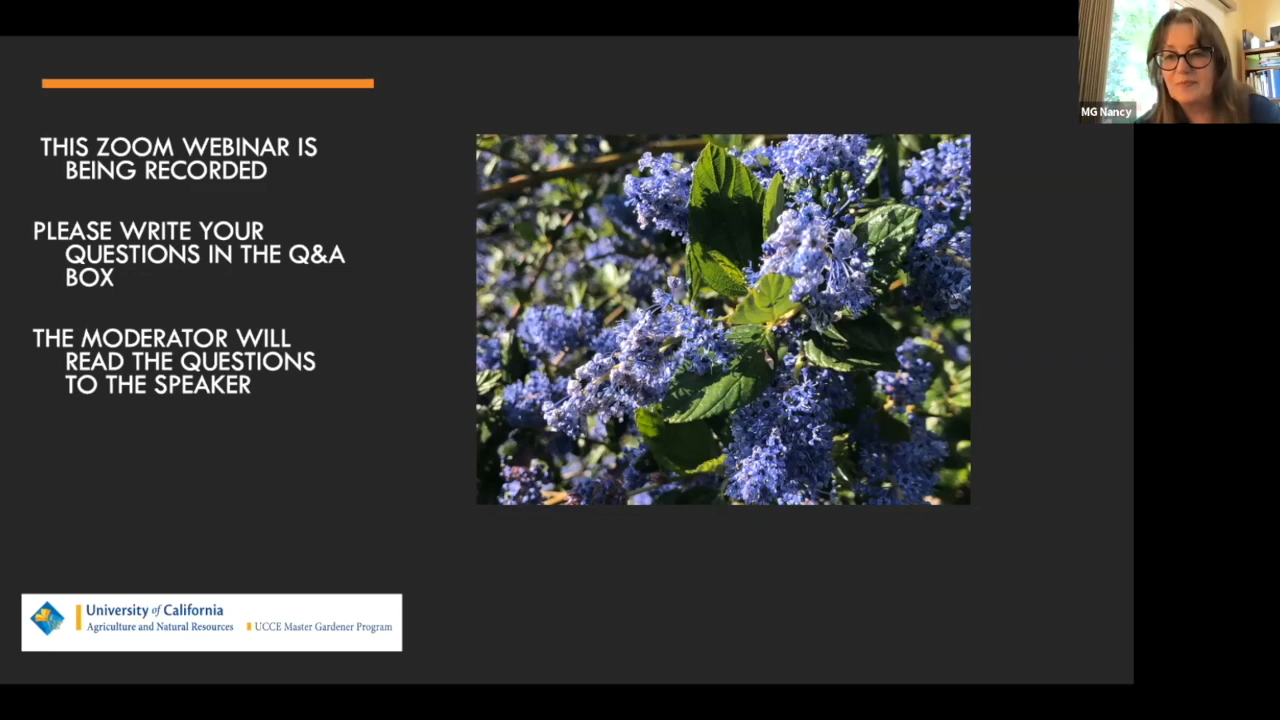 THIS ZOOM WEBINAR IS
BEING RECORDED
PLEASE WRITE YOUR
QUESTIONS IN THE Q&A
BOX
THE MODERATOR WILL
READ THE QUESTIONS
TO THE SPEAKER
University of California
Agriculture and Natural Resources UCCE Master Gardener Program
MG Nancy